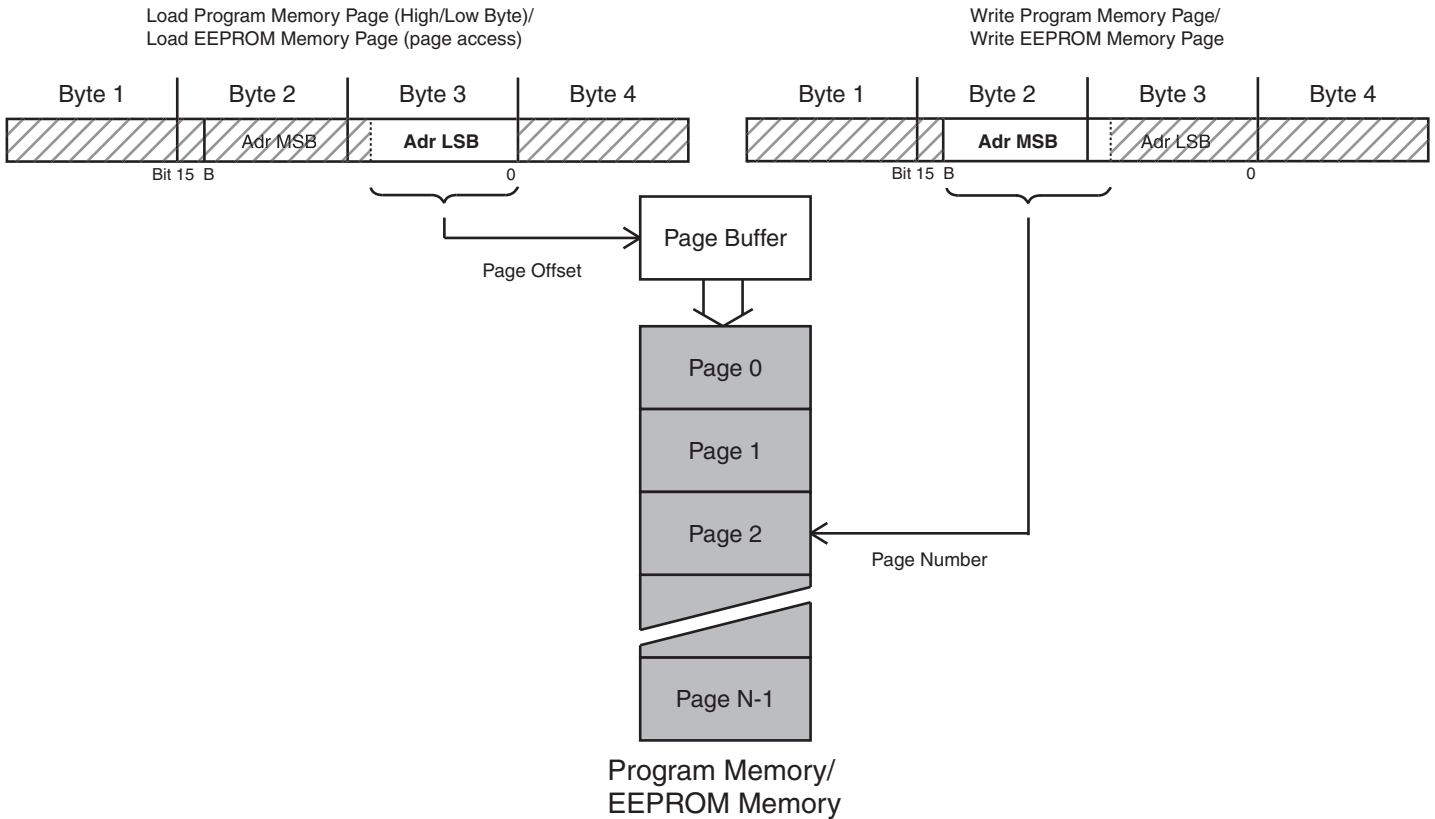 Load Program Memory Page (High/Low Byte)/
Load EEPROM Memory Page (page access)
Byte 1 Byte 2 Byte 3 Byte 4
Adr MSB Adr LSB
Bit 15 B 0
Write Program Memory Page/
Write EEPROM Memory Page
Byte 1 Byte 2 Byte 3 Byte 4
Adr MSB Adr LSB
Bit 15 B 0
Page Buffer
Page Offset
Page 0
Page 1
Page 2
Page Number
Page N-1
Program Memory/
EEPROM Memory